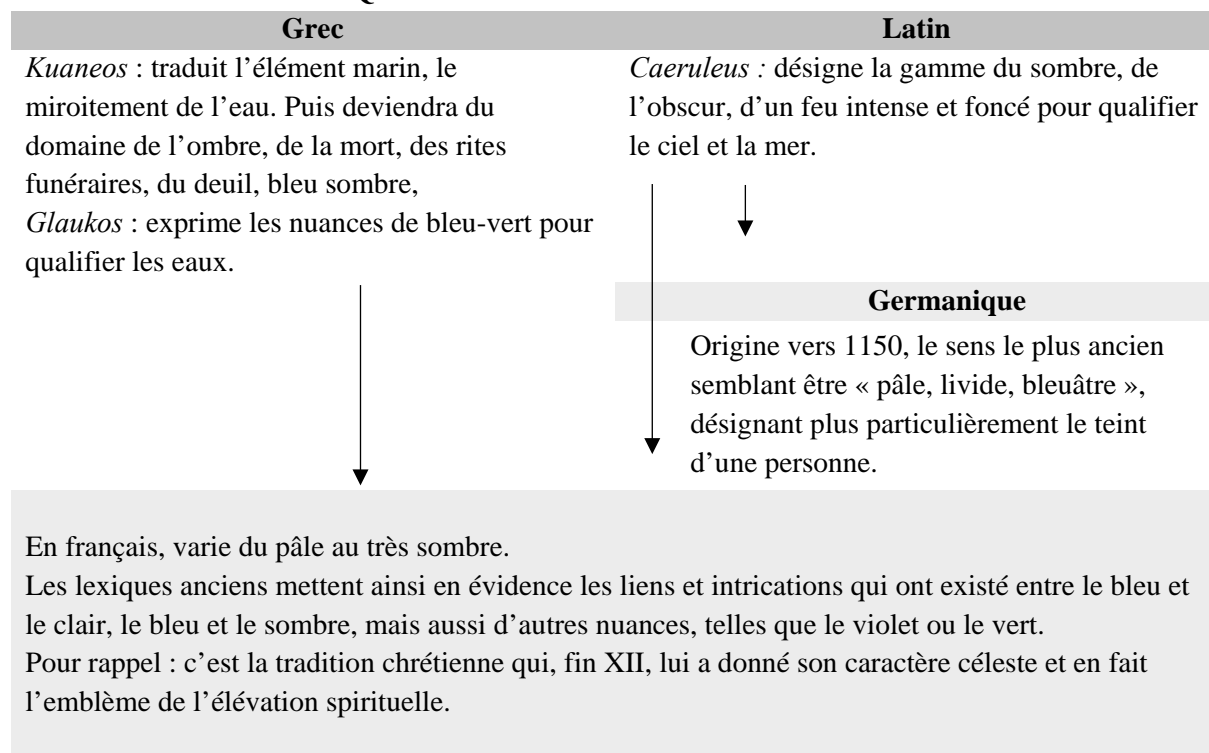 Grec
Latin
Kuaneos : traduit l’élément marin, le
miroitement de l’eau. Puis deviendra du
domaine de l’ombre, de la mort, des rites
funéraires, du deuil, bleu sombre,
Glaukos : exprime les nuances de bleu-vert pour
qualifier les eaux.
Caeruleus : désigne la gamme du sombre, de
l’obscur, d’un feu intense et foncé pour qualifier
le ciel et la mer.
Germanique
Origine vers 1150, le sens le plus ancien
semblant être « pâle, livide, bleuâtre »,
désignant plus particulièrement le teint
d’une personne.
En français, varie du pâle au très sombre.
Les lexiques anciens mettent ainsi en évidence les liens et intrications qui ont existé entre le bleu et
le clair, le bleu et le sombre, mais aussi d’autres nuances, telles que le violet ou le vert.
Pour rappel : c’est la tradition chrétienne qui, fin XII, lui a donné son caractère céleste et en fait
l’emblème de l’élévation spirituelle.